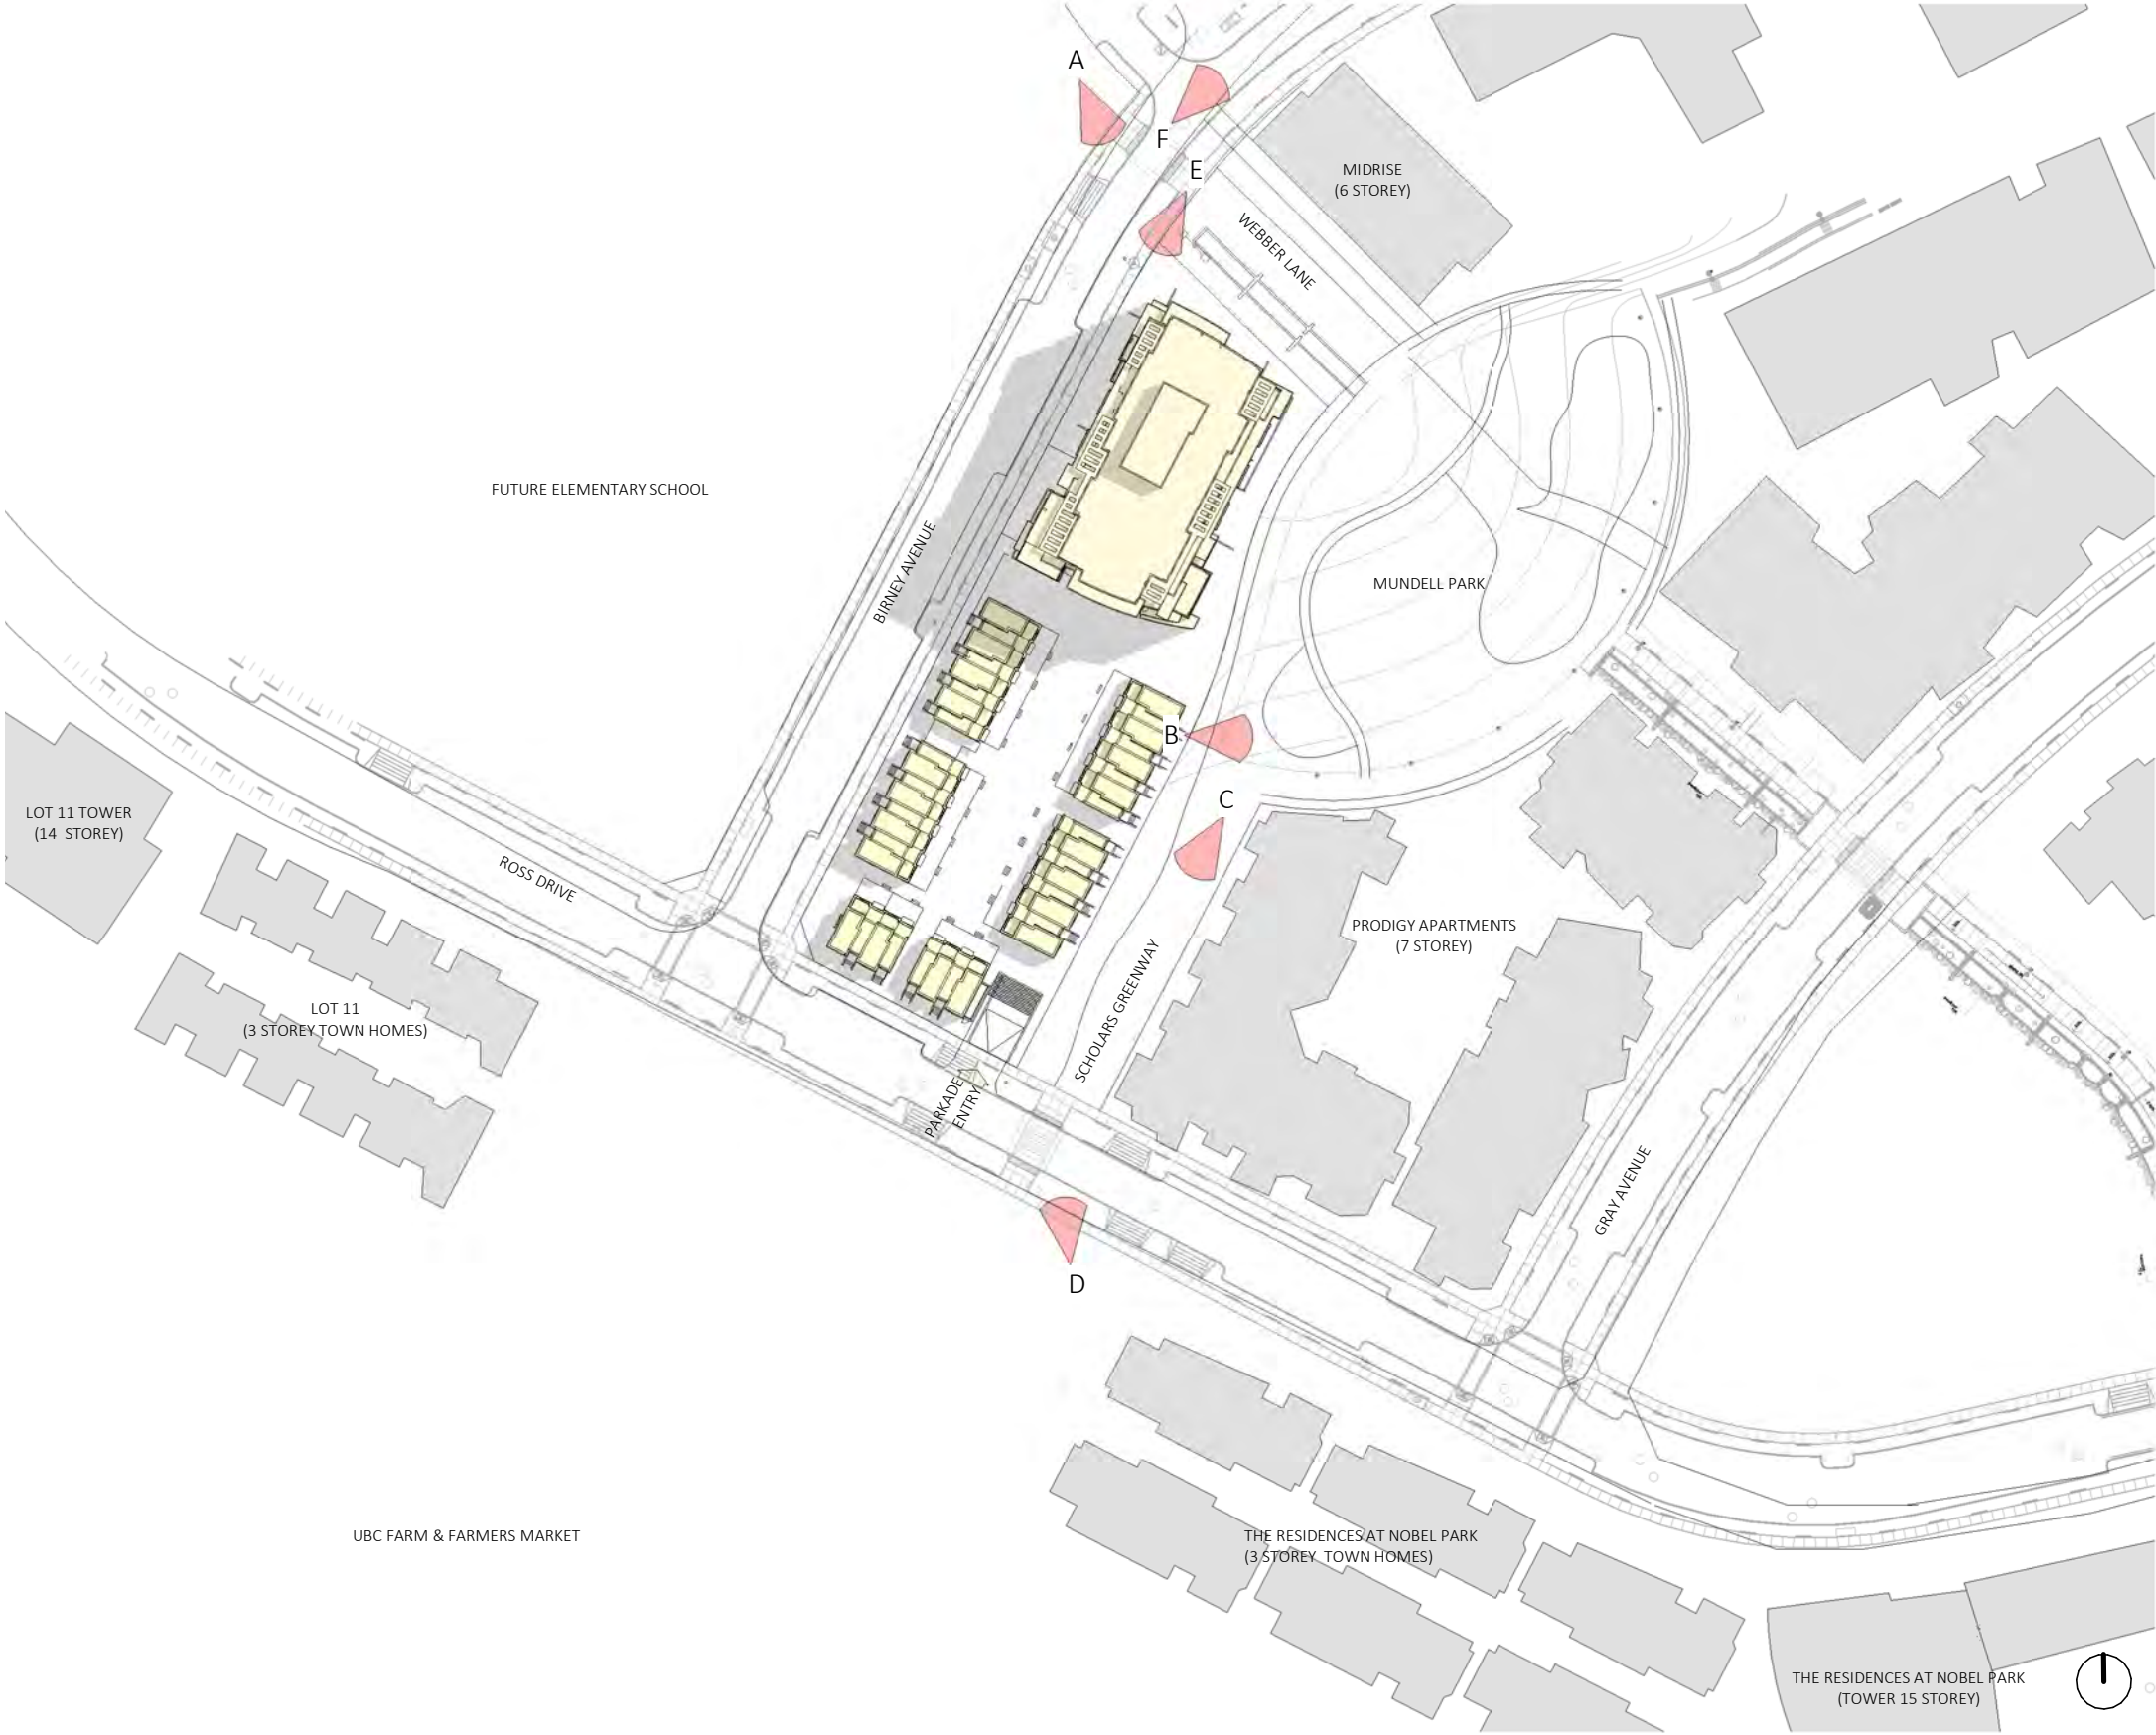 A
F
E
MIDRISE
(6 STOREY)
WEBBER LANE
FUTURE ELEMENTARY SCHOOL
BIRNEY AVENUE
MUNDELL PARK
B
C
LOT 11 TOWER
(14 STOREY)
ROSS DRIVE
PRODIGY APARTMENTS
(7 STOREY)
SCHOLARS GREENWAY
LOT 11
(3 STOREY TOWN HOMES)
PARKADE
ENTRY
GRAY AVENUE
D
UBC FARM & FARMERS MARKET
THE RESIDENCES AT NOBEL PARK
(3 STOREY TOWN HOMES)
THE RESIDENCES AT NOBEL PARK
(TOWER 15 STOREY)